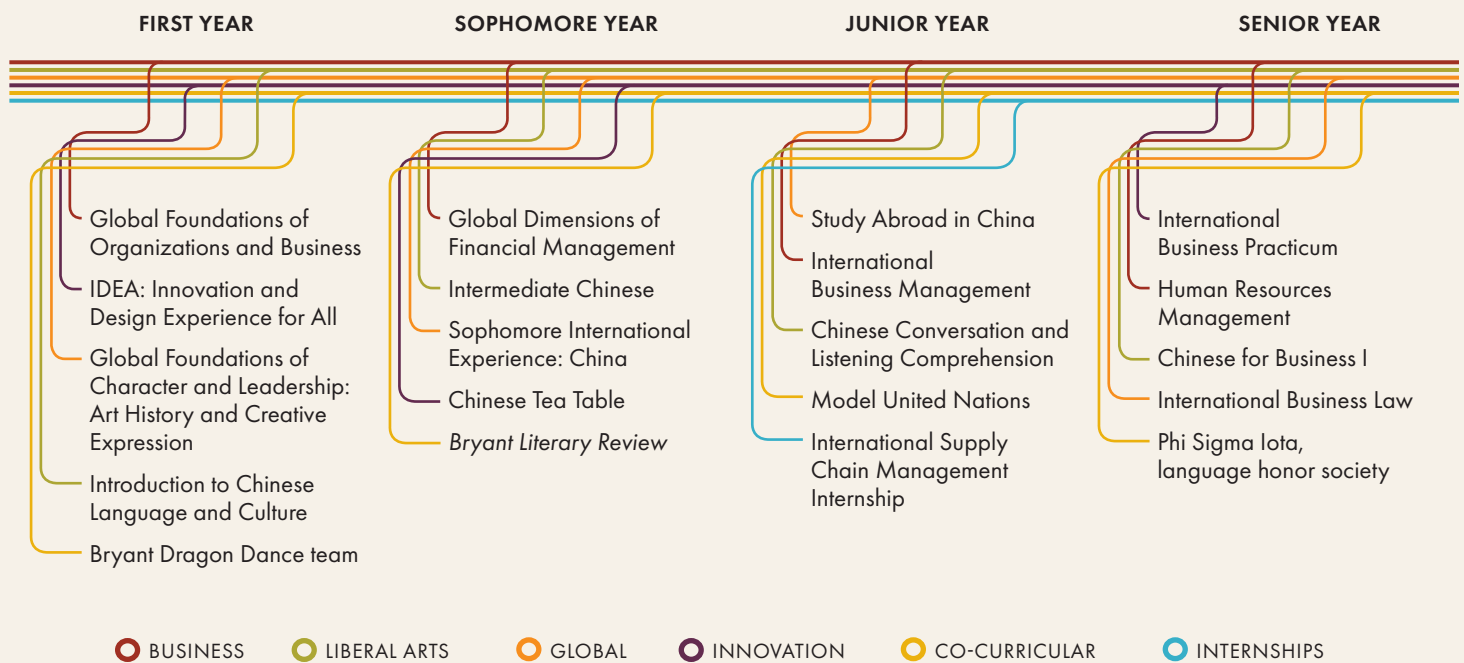 FIRST YEAR
Global Foundations of
Organizations and Business
IDEA: Innovation and
Design Experience for All
Global Foundations of
Character and Leadership:
Art History and Creative
Expression
Introduction to Chinese
Language and Culture
Bryant Dragon Dance team
SOPHOMORE YEAR
Global Dimensions of
Financial Management
Intermediate Chinese
Sophomore International
Experience: China
Chinese Tea Table
Bryant Literary Review
JUNIOR YEAR
Study Abroad in China
International
Business Management
Chinese Conversation and
Listening Comprehension
Model United Nations
International Supply
Chain Management
Internship
SENIOR YEAR
International
Business Practicum
Human Resources
Management
Chinese for Business I
International Business Law
Phi Sigma Iota,
language honor society
BUSINESS
LIBERAL ARTS
GLOBAL
INNOVATION
CO-CURRICULAR
INTERNSHIPS